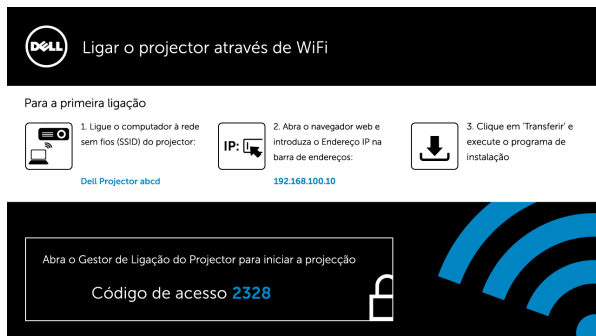 DELL
Ligar o projector através de WiFi
Para a primeira ligação
1. Ligue o computador à rede
sem fios (SSID) do projector:
Dell Projector abcd
IP:
2. Abra o navegador web e
introduza o Endereço IP na
barra de endereços:
192.168.100.10
3. Clique em 'Transferir' e
execute o programa de
instalação
Abra o Gestor de Ligação do Projector para iniciar a projecção
Código de acesso 2328